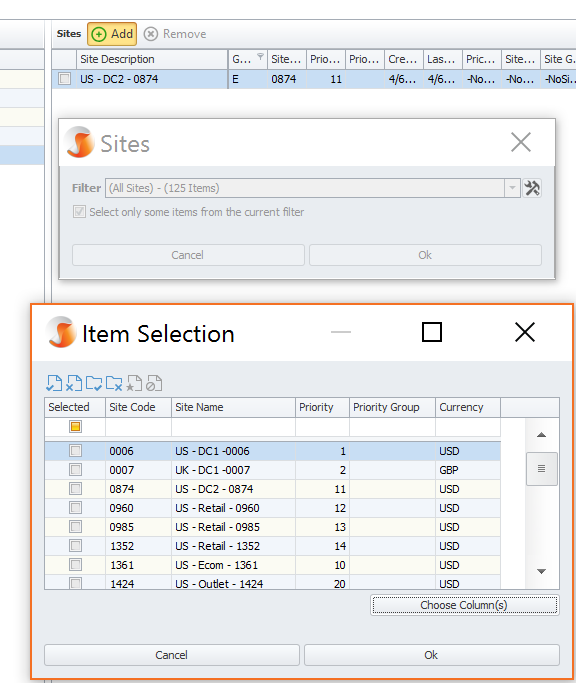 Sites Add Remove
Site Description G... Site... Prio... Prio... Cre... Las... Pric... Site... Site G.
US - DC2 - 0874 E 0874 11 4/6... 4/6... -No... -No... -NoSi...
Sites
Filter (All Sites) - (125 Items)
Select only some items from the current filter
Cancel Ok
Item Selection
Selected Site Code Site Name Priority Priority Group Currency
0006 US - DC1 -0006 1 USD
0007 UK - DC1 -0007 2 GBP
0874 US - DC2 - 0874 11 USD
0960 US - Retail - 0960 12 USD
0985 US - Retail - 0985 13 USD
1352 US - Retail - 1352 14 USD
1361 US - Ecom - 1361 10 USD
1424 US - Outlet - 1424 20 USD
Choose Column(s)
Cancel Ok